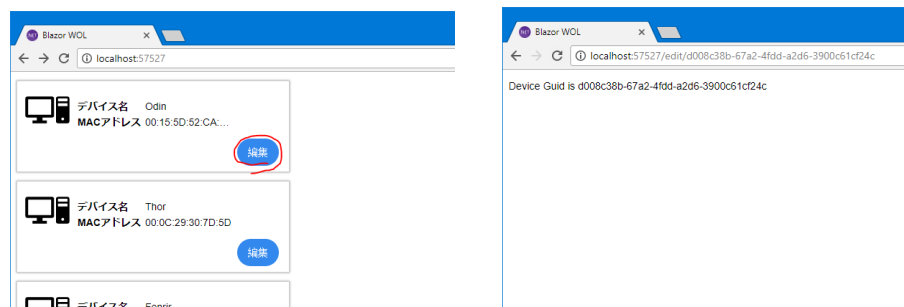 Blazor WOL
localhost:57527
デバイス名 Odin
MACアドレス 00:15:5D:52:CA:...
編集
デバイス名 Thor
MACアドレス 00:0C:29:30:7D:5D
編集
デバイス名 Fenrir
Blazor WOL
localhost:57527/edit/d008c38b-67a2-4fdd-a2d6-3900c61cf24c
Device Guid is d008c38b-67a2-4fdd-a2d6-3900c61cf24c